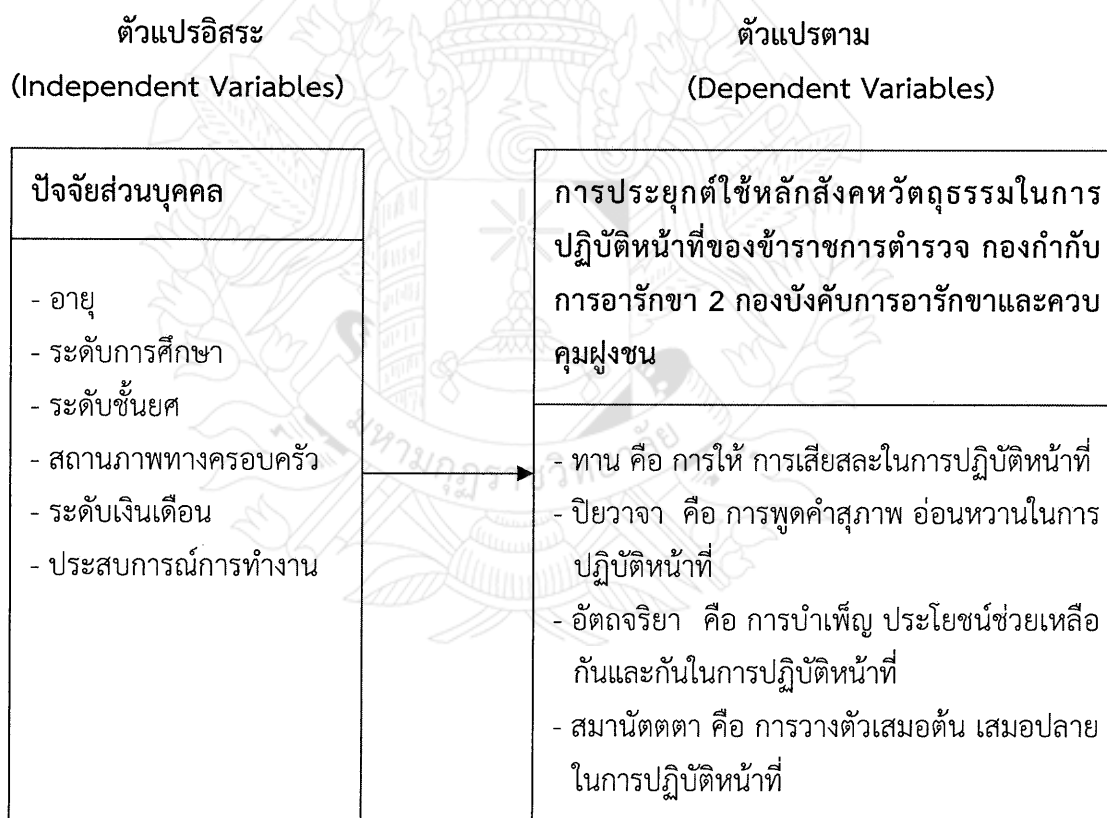 ตัวแปรอิสระ
(Independent Variables)
ตัวแปรตาม
(Dependent Variables)
ปัจจัยส่วนบุคคล
- อายุ
- ระดับการศึกษา
- ระดับชั้นยศ
- สถานภาพทางครอบครัว
- ระดับเงินเดือน
- ประสบการณ์การทำงาน
การประยุกต์ใช้หลักสังคหวัตถุธรรมในการ
ปฏิบัติหน้าที่ของข้าราชการตำรวจ กองกำกับ
การอารักขา 2 กองบังคับการอารักขาและควบ
คุมฝูงชน
- ทาน คือ การให้ การเสียสละในการปฏิบัติหน้าที่
- ปิยวาจา คือ การพูดคำสุภาพ อ่อนหวานในการ
ปฏิบัติหน้าที่
- อัตถจริยา คือ การบำเพ็ญ ประโยชน์ช่วยเหลือ
กันและกันในการปฏิบัติหน้าที่
- สมานัตตตา คือ การวางตัวเสมอต้น เสมอปลาย
ในการปฏิบัติหน้าที่